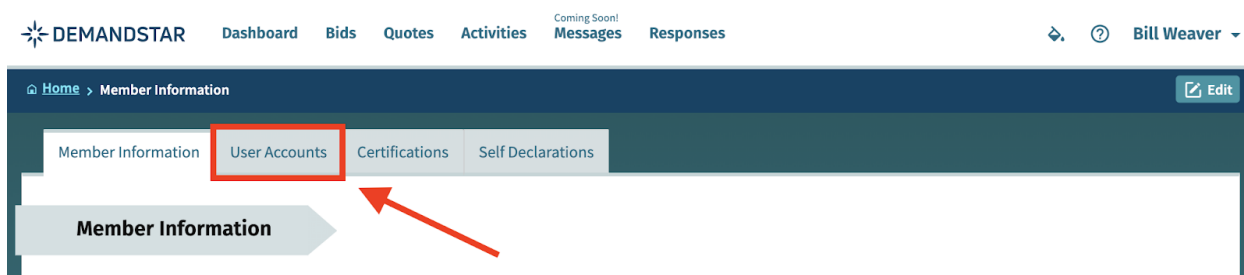 DEMANDSTAR Dashboard Bids Quotes Activities Coming Soon! Messages Responses ? Bill Weaver
Home > Member Information Edit
Member Information User Accounts Certifications Self Declarations
Member Information